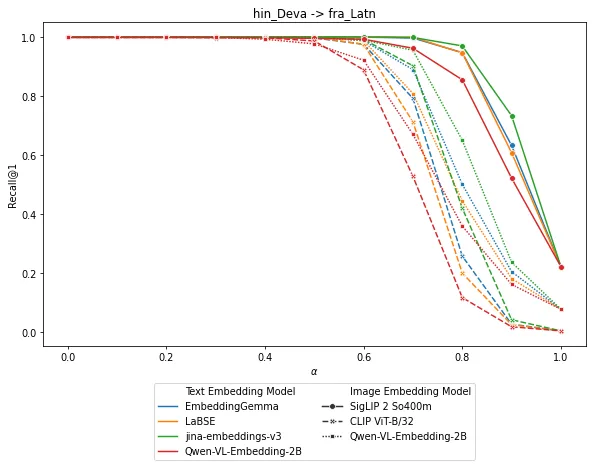 hin_Deva -> fra_Latn
Recall@1
1.0
0.8
0.6
0.4
0.2
0.0
0.0 0.2 0.4 0.6 0.8 1.0
α
Text Embedding Model
EmbeddingGemma
LaBSE
jina-embeddings-v3
Qwen-VL-Embedding-2B
Image Embedding Model
SigLIP 2 So400m
CLIP ViT-B/32
Qwen-VL-Embedding-2B